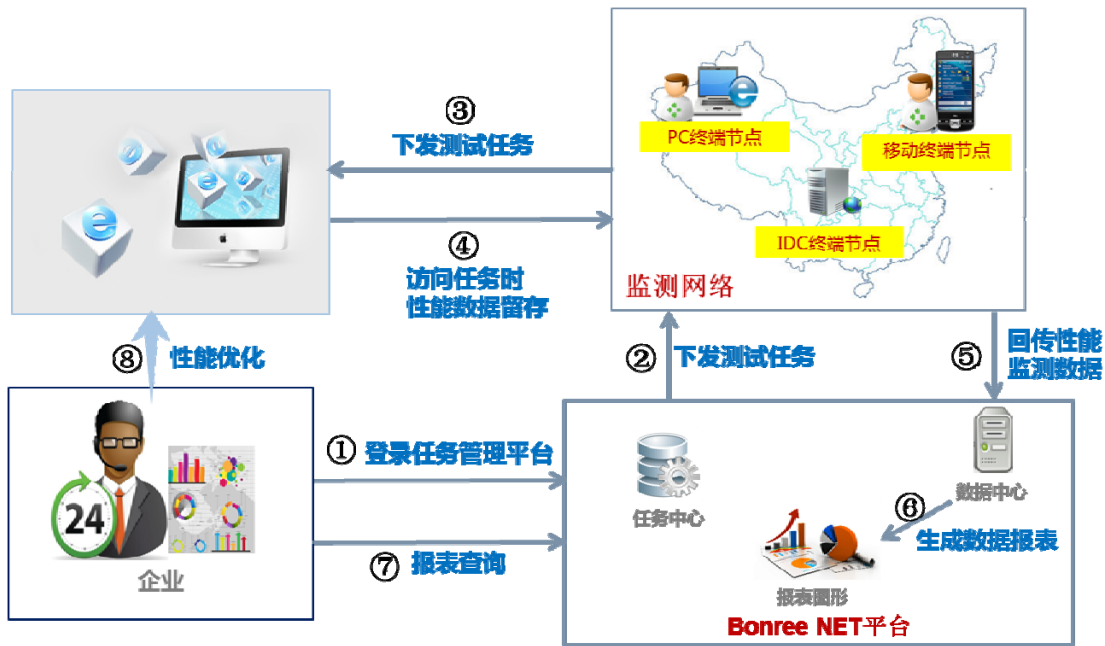 ③
下发测试任务
PC终端节点
移动终端节点
IDC终端节点
监测网络
④
访问任务时
性能数据留存
⑧ 性能优化
② 下发测试任务
⑤ 回传性能
监测数据
24
企业
① 登录任务管理平台
⑦ 报表查询
任务中心
数据中心
⑥
生成数据报表
报表图形
Bonree NET平台